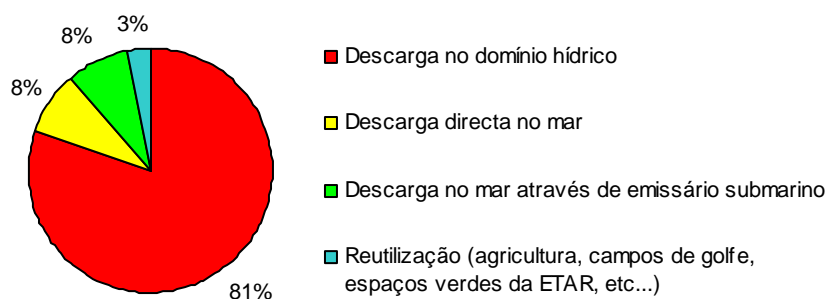 3%
8%
8%
81%
Descarga no domínio hídrico
Descarga directa no mar
Descarga no mar através de emissário submarino
Reutilização (agricultura, campos de golfe,
espaços verdes da ETAR, etc...)